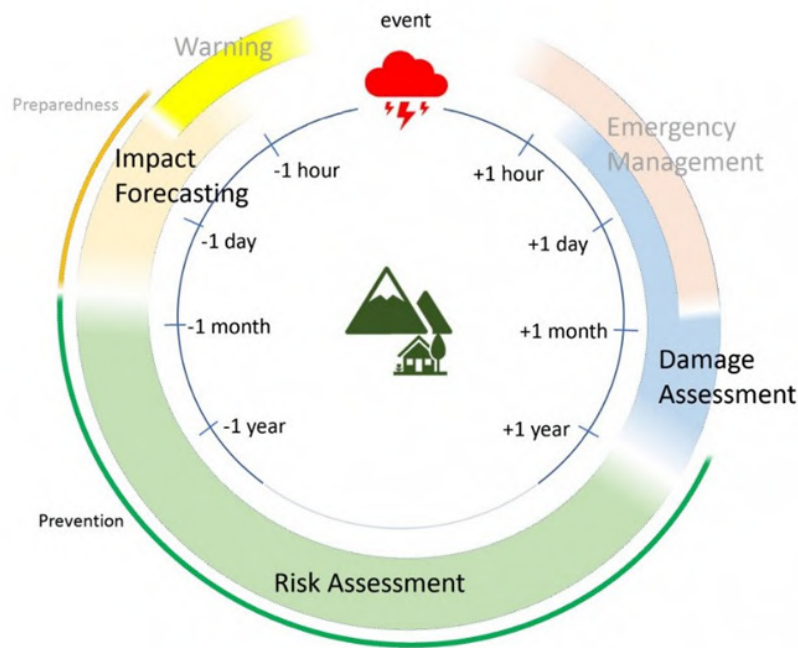 event
Warning
Preparedness
Impact
Forecasting
Emergency
Management
-1 hour
+1 hour
-1 day
+1 day
-1 month
+1 month
Damage
Assessment
-1 year
+1 year
Prevention
Risk Assessment